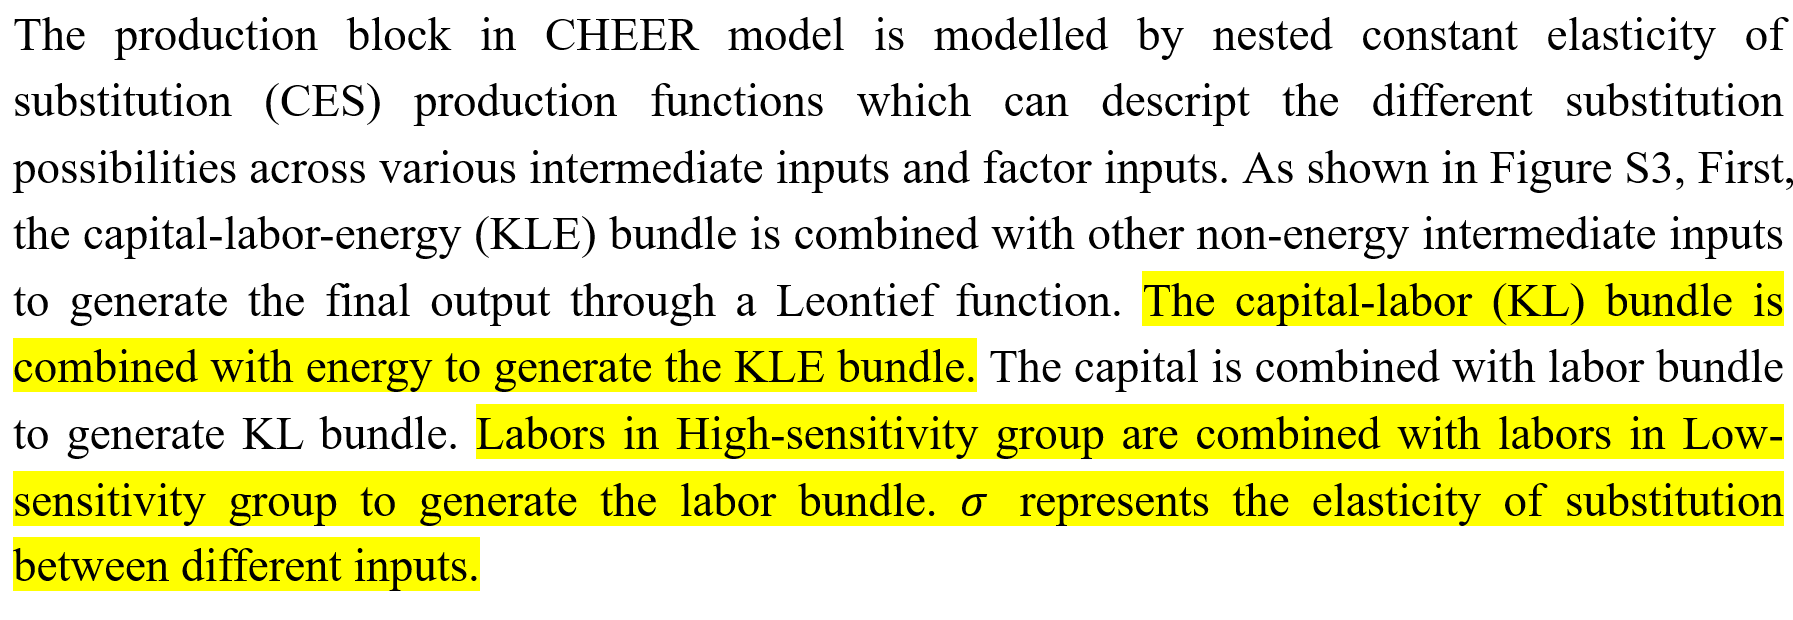 The production block in CHEER model is modelled by nested constant elasticity of
substitution (CES) production functions which can descript the different substitution
possibilities across various intermediate inputs and factor inputs. As shown in Figure S3, First,
the capital-labor-energy (KLE) bundle is combined with other non-energy intermediate inputs
to generate the final output through a Leontief function. The capital-labor (KL) bundle is
combined with energy to generate the KLE bundle. The capital is combined with labor bundle
to generate KL bundle. Labors in High-sensitivity group are combined with labors in Low-
sensitivity group to generate the labor bundle. σ represents the elasticity of substitution
between different inputs.